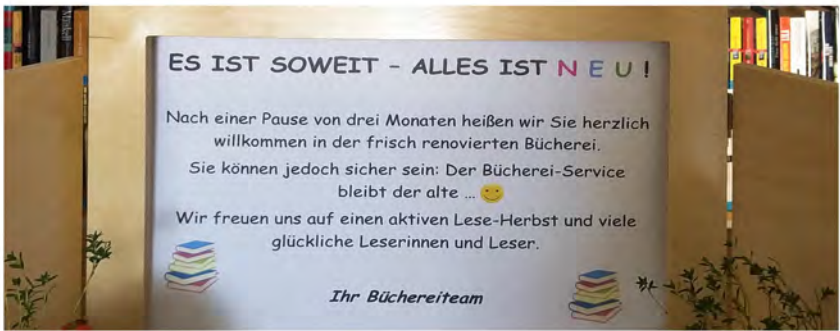 ES IST SOWEIT - ALLES IST N E U !
Nach einer Pause von drei Monaten heißen wir Sie herzlich
willkommen in der frisch renovierten Bücherei.
Sie können jedoch sicher sein: Der Bücherei-Service
bleibt der alte ... 🙂
Wir freuen uns auf einen aktiven Lese-Herbst und viele
glückliche Leserinnen und Leser.
Ihr Büchereiteam